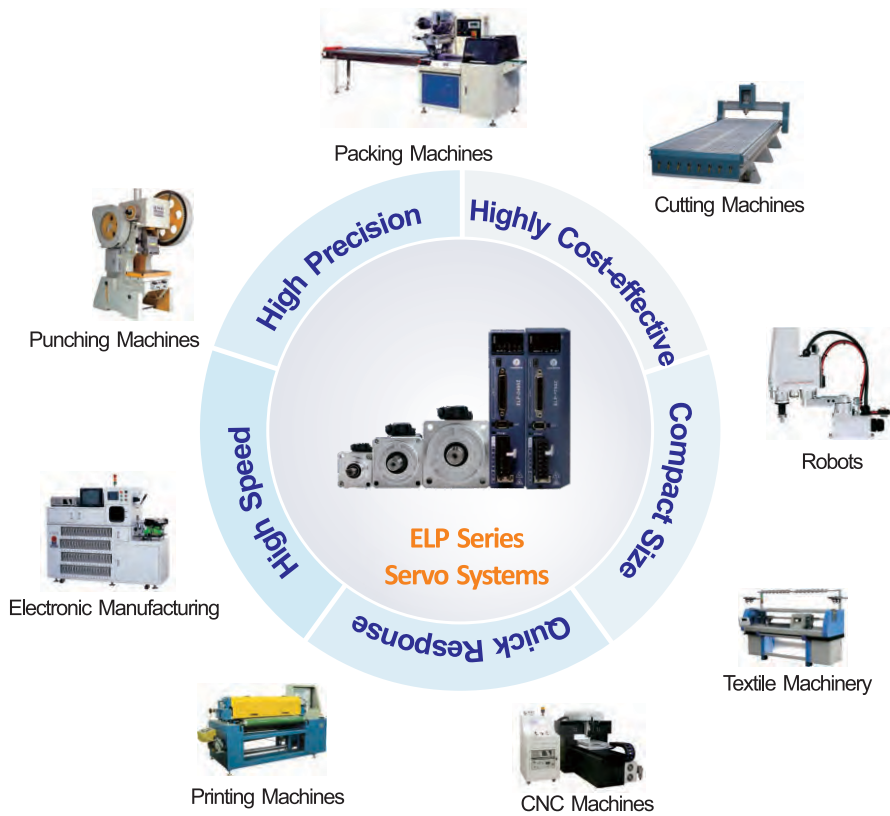 Packing Machines
Cutting Machines
Punching Machines
High Precision
Highly Cost-effective
Robots
High Speed
Compact Size
ELP Series
Servo Systems
Electronic Manufacturing
Quick Response
Textile Machinery
Printing Machines
CNC Machines